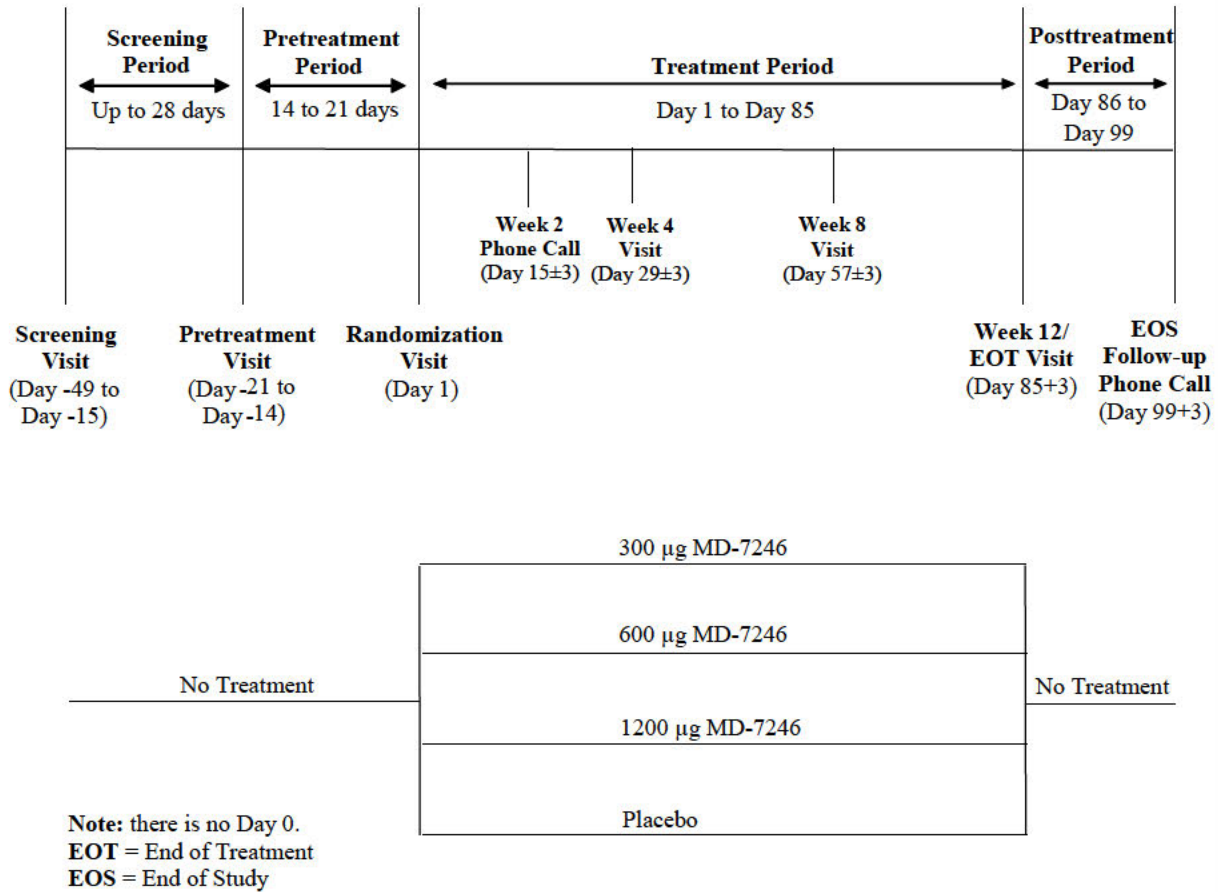 Screening
Period
Up to 28 days
Pretreatment
Period
14 to 21 days
Treatment Period
Day 1 to Day 85
Posttreatment
Period
Day 86 to
Day 99
Week 2
Phone Call
(Day 15±3)
Week 4
Visit
(Day 29±3)
Week 8
Visit
(Day 57±3)
Screening
Visit
(Day -49 to
Day -15)
Pretreatment
Visit
(Day -21 to
Day -14)
Randomization
Visit
(Day 1)
Week 12/
EOT Visit
(Day 85+3)
EOS
Follow-up
Phone Call
(Day 99+3)
300 µg MD-7246
600 µg MD-7246
No Treatment
No Treatment
1200 µg MD-7246
Placebo
Note: there is no Day 0.
EOT = End of Treatment
EOS = End of Study